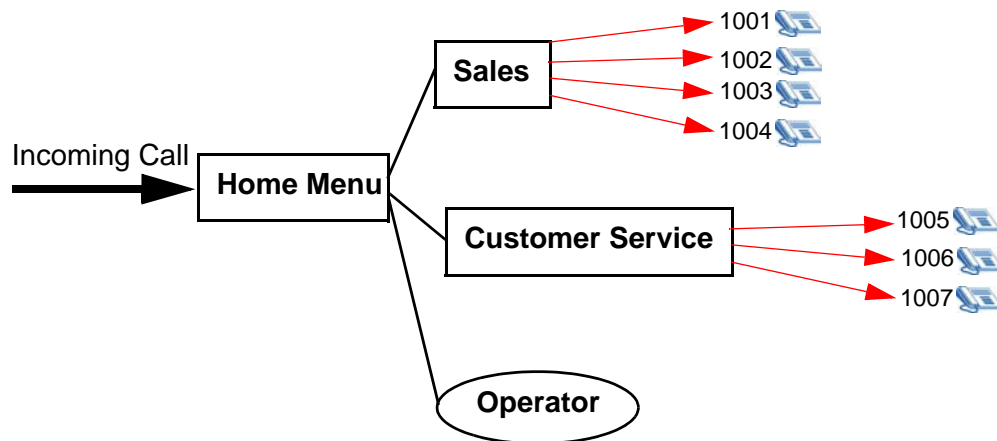 1001
1002
1003
1004
Sales
Incoming Call
Home Menu
Customer Service
1005
1006
1007
Operator